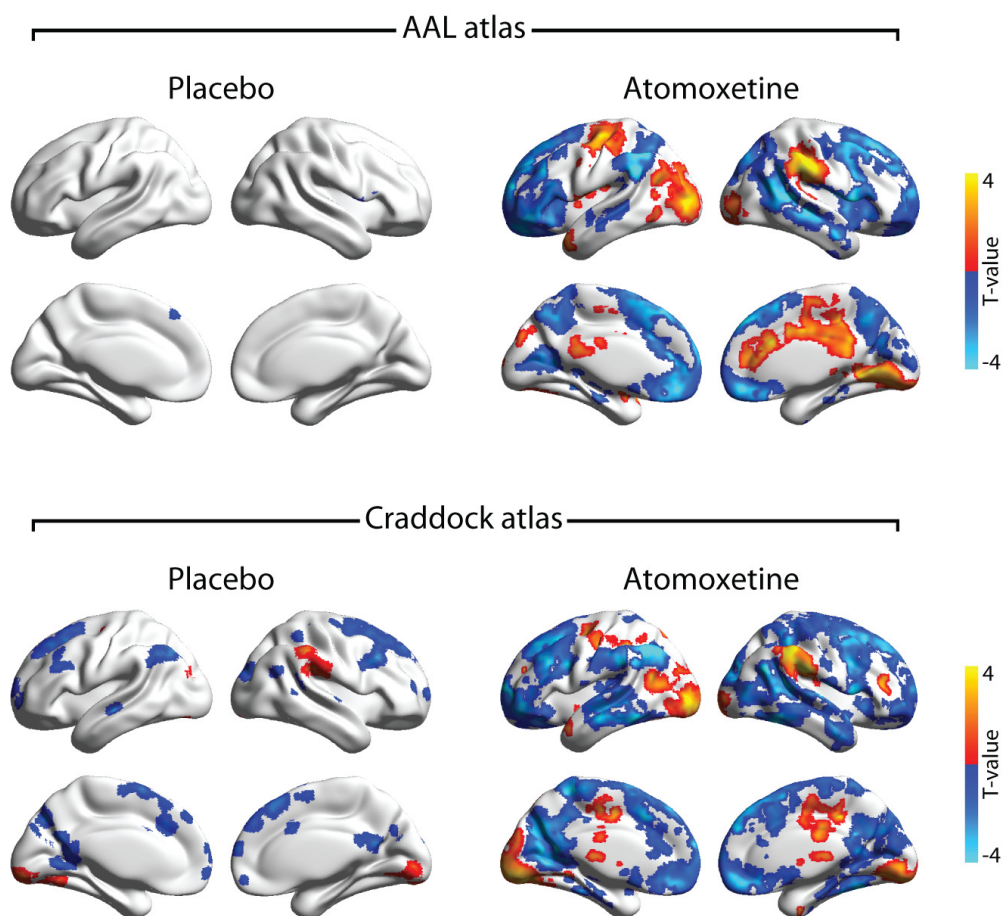 AAL atlas
Placebo
Atomoxetine
4
T-value
-4
Craddock atlas
Placebo
Atomoxetine
4
T-value
-4